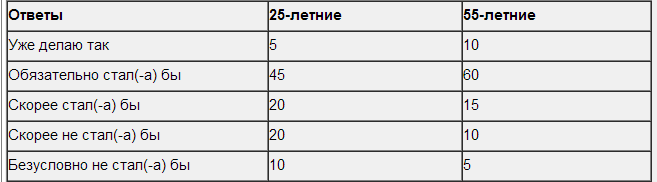 Ответы 25-летние 55-летние
Уже делаю так 5 10
Обязательно стал(-а) бы 45 60
Скорее стал(-а) бы 20 15
Скорее не стал(-а) бы 20 10
Безусловно не стал(-а) бы 10 5